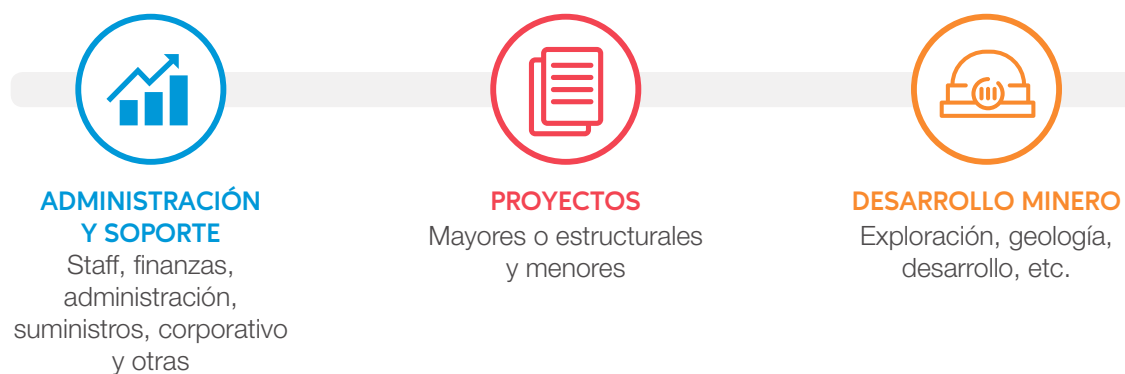 ADMINISTRACIÓN
Y SOPORTE
Staff, finanzas,
administración,
suministros, corporativo
y otras
PROYECTOS
Mayores o estructurales
y menores
DESARROLLO MINERO
Exploración, geología,
desarrollo, etc.